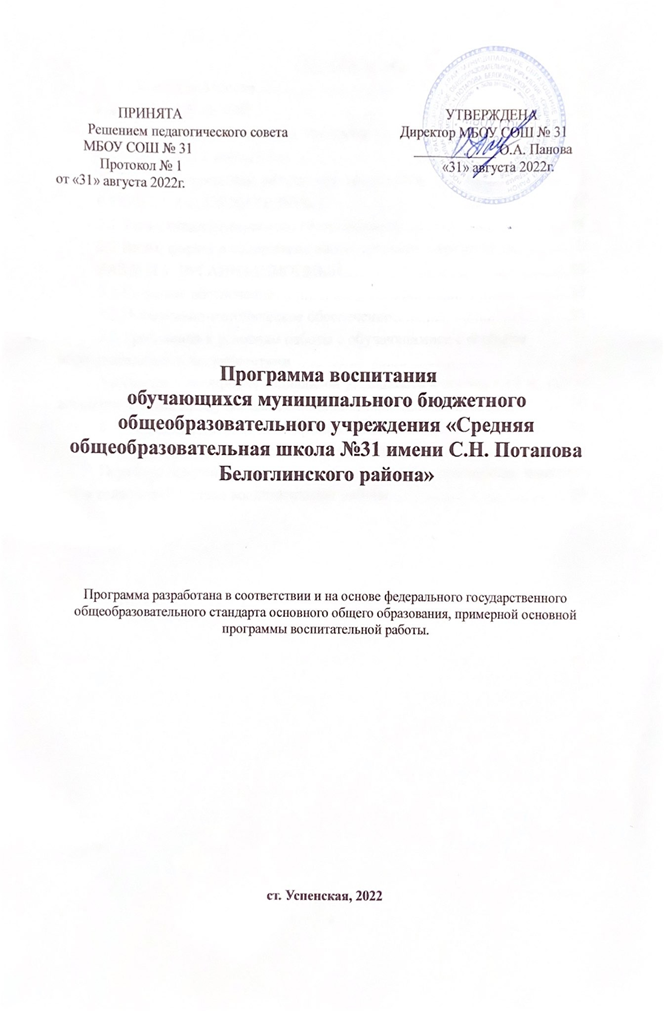 ПРИНЯТА
Решением педагогического совета
МБОУ СОШ № 31
Протокол № 1
от «31» августа 2022г.
УТВЕРЖДЕНА
Директор МБОУ СОШ № 31
О.А. Панова
«31» августа 2022г.
Программа воспитания
обучающихся муниципального бюджетного
общеобразовательного учреждения «Средняя
общеобразовательная школа №31 имени С.Н. Потапова
Белоглинского района»
Программа разработана в соответствии и на основе федерального государственного
общеобразовательного стандарта основного общего образования, примерной основной
программы воспитательной работы.
ст. Успенская, 2022